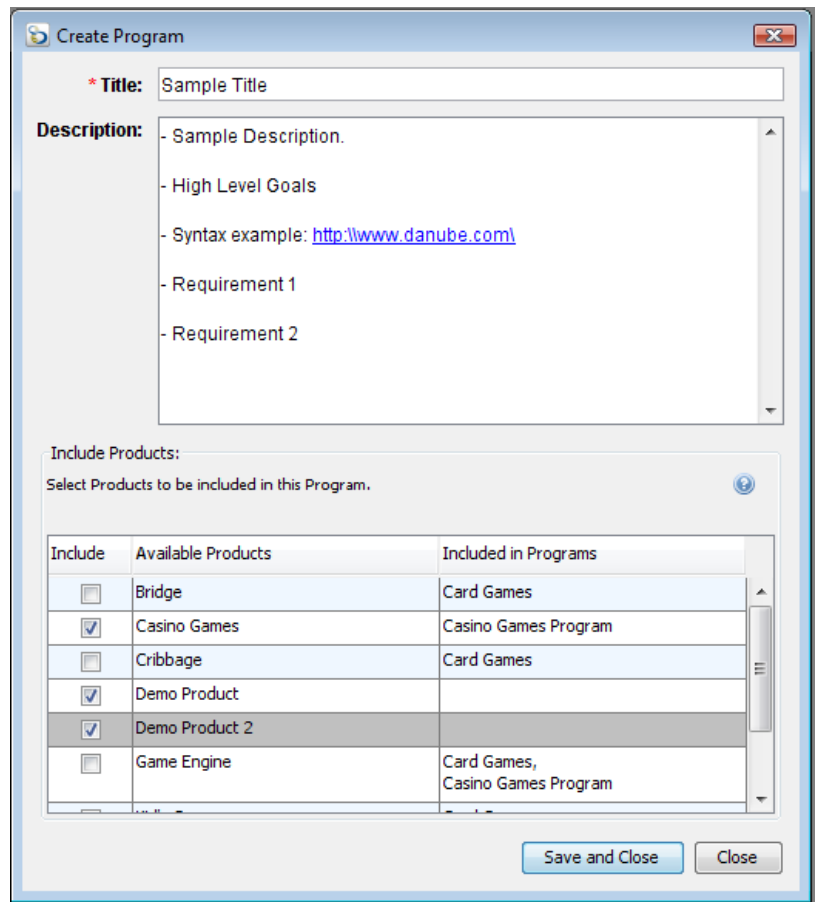 Create Program
*Title: Sample Title
Description: - Sample Description.
- High Level Goals
- Syntax example: http:\\www.danube.com\
- Requirement 1
- Requirement 2
Include Products:
Select Products to be included in this Program.
Include Available Products Included in Programs
Bridge Card Games
Casino Games Casino Games Program
Cribbage Card Games
Demo Product
Demo Product 2
Game Engine Card Games,
Casino Games Program
Save and Close Close